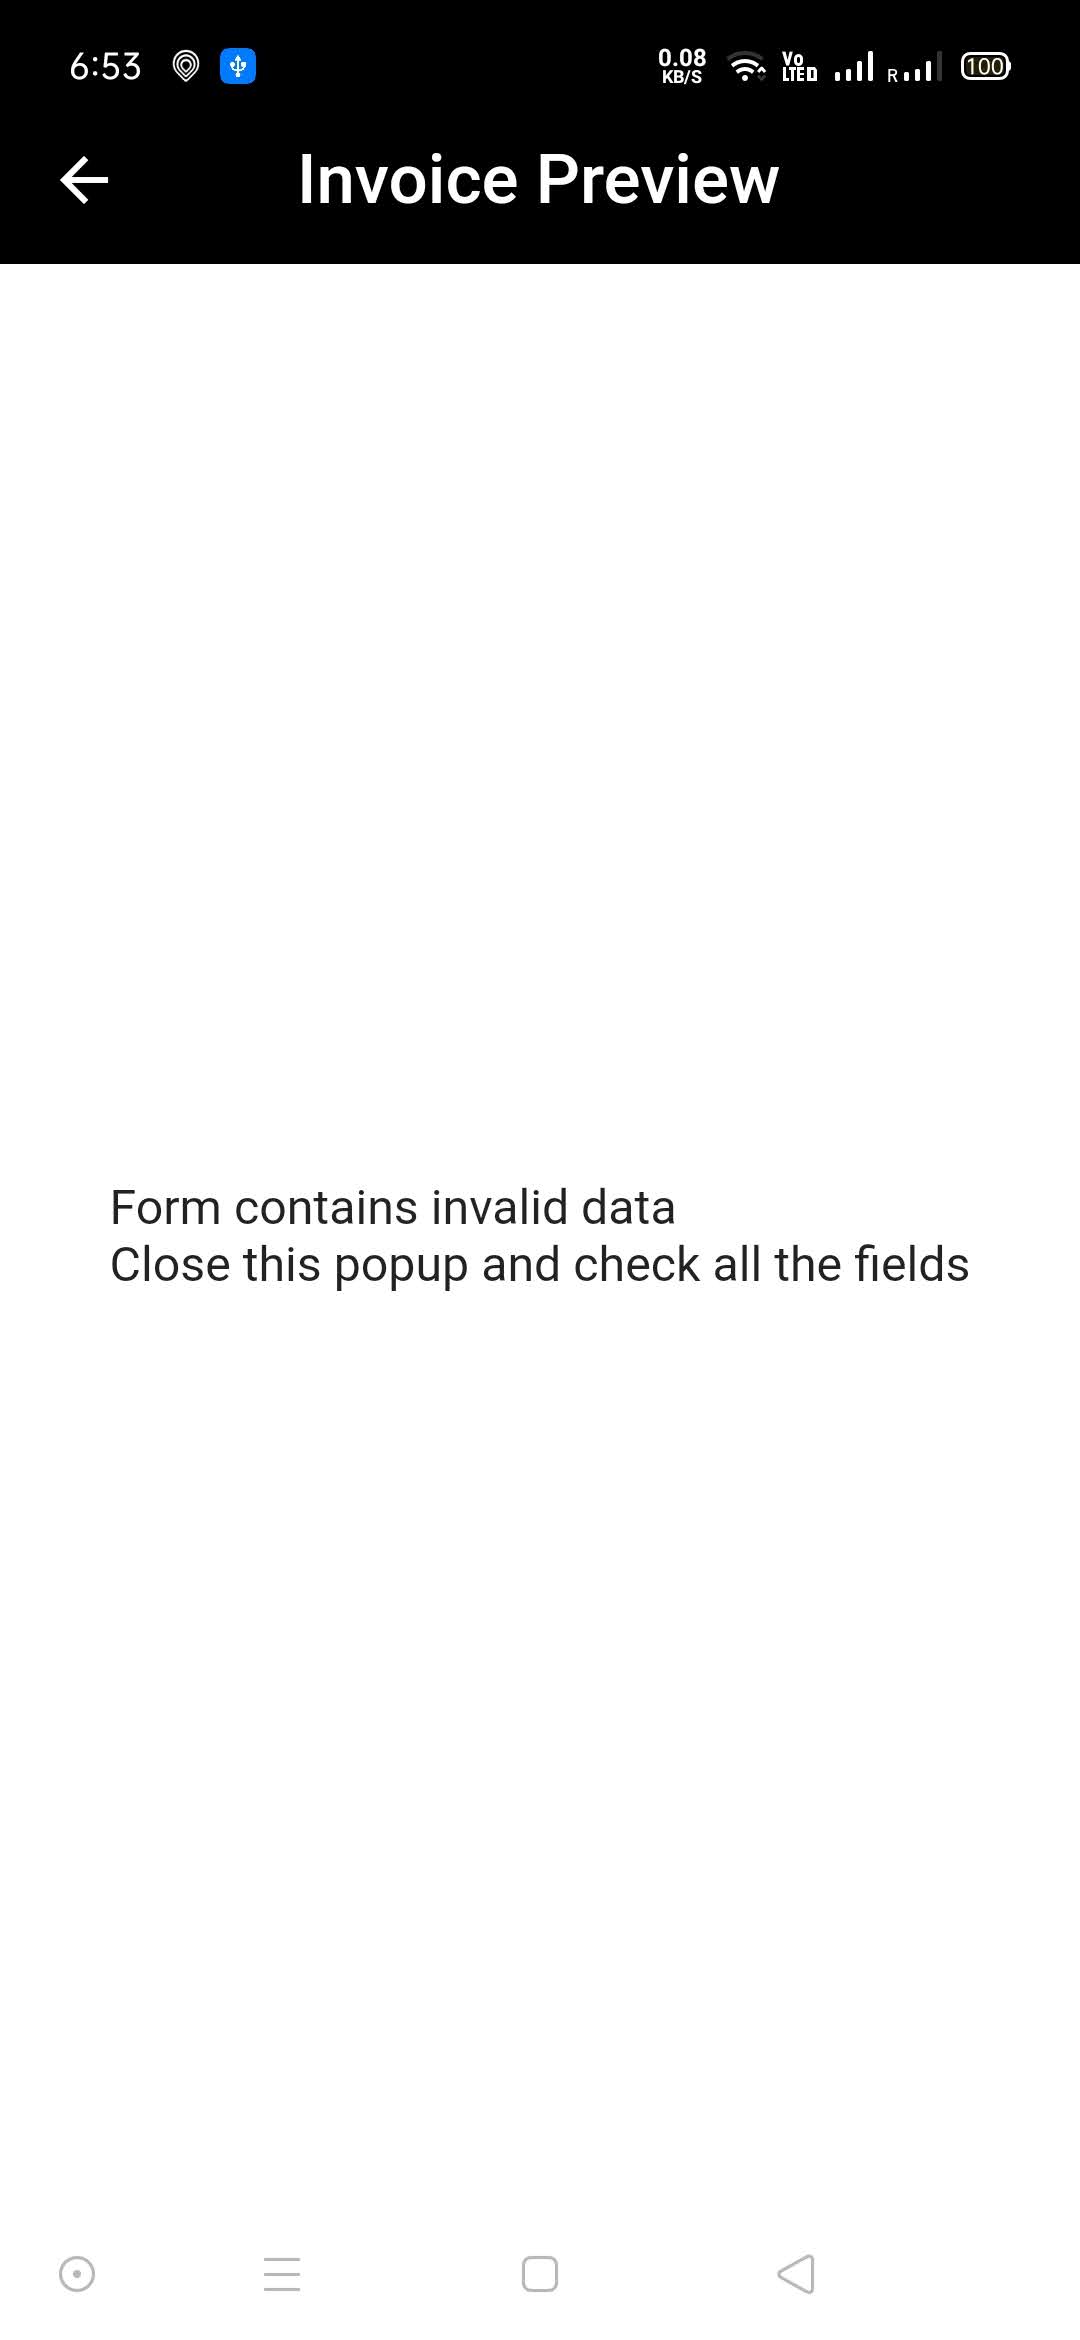 6:53
0.08
KB/S
Vo
LTE D
R
100
Invoice Preview
Form contains invalid data
Close this popup and check all the fields